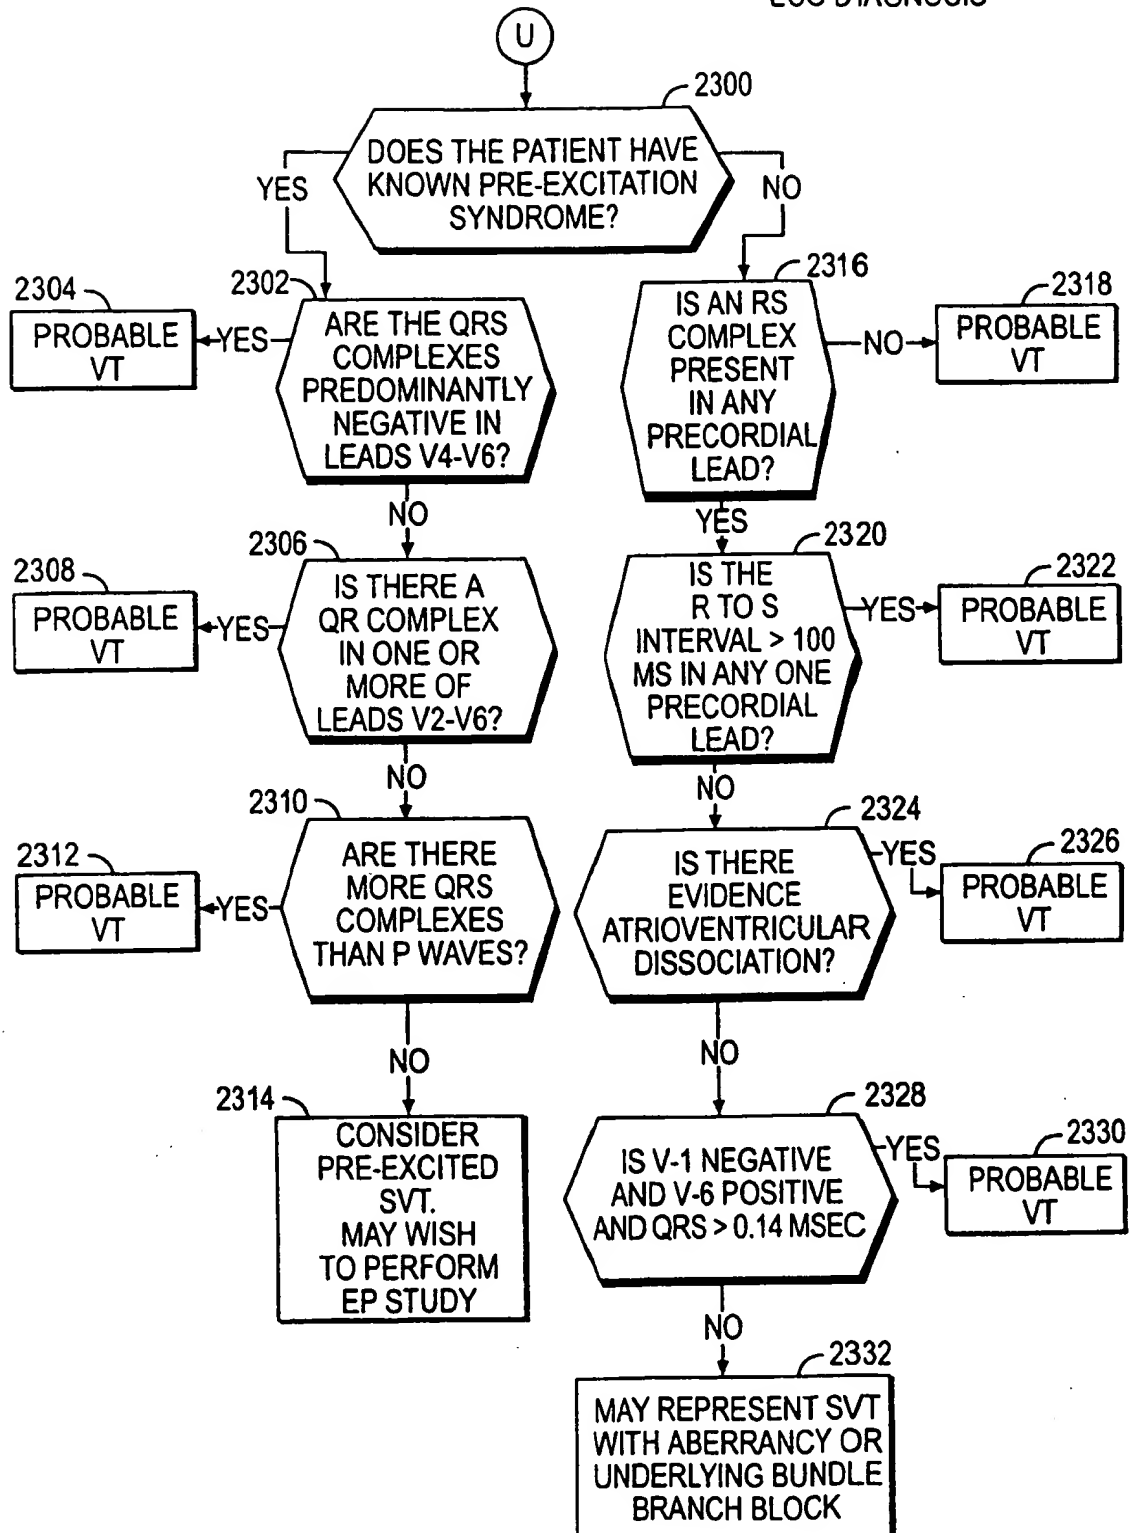 ECG DIAGNOSIS
U
2300
DOES THE PATIENT HAVE
KNOWN PRE-EXCITATION
SYNDROME?
YES
NO
2302
ARE THE QRS
COMPLEXES
PREDOMINANTLY
NEGATIVE IN
LEADS V4-V6?
YES
2304
PROBABLE
VT
NO
2306
IS THERE A
QR COMPLEX
IN ONE OR
MORE OF
LEADS V2-V6?
YES
2308
PROBABLE
VT
NO
2310
ARE THERE
MORE QRS
COMPLEXES
THAN P WAVES?
YES
2312
PROBABLE
VT
NO
2314
CONSIDER
PRE-EXCITED
SVT.
MAY WISH
TO PERFORM
EP STUDY
2316
IS AN RS
COMPLEX
PRESENT
IN ANY
PRECORDIAL
LEAD?
NO
2318
PROBABLE
VT
YES
2320
IS THE
R TO S
INTERVAL > 100
MS IN ANY ONE
PRECORDIAL
LEAD?
YES
2322
PROBABLE
VT
NO
2324
IS THERE
EVIDENCE
ATRIOVENTRICULAR
DISSOCIATION?
YES
2326
PROBABLE
VT
NO
2328
IS V-1 NEGATIVE
AND V-6 POSITIVE
AND QRS > 0.14 MSEC
YES
2330
PROBABLE
VT
NO
2332
MAY REPRESENT SVT
WITH ABERRANCY OR
UNDERLYING BUNDLE
BRANCH BLOCK